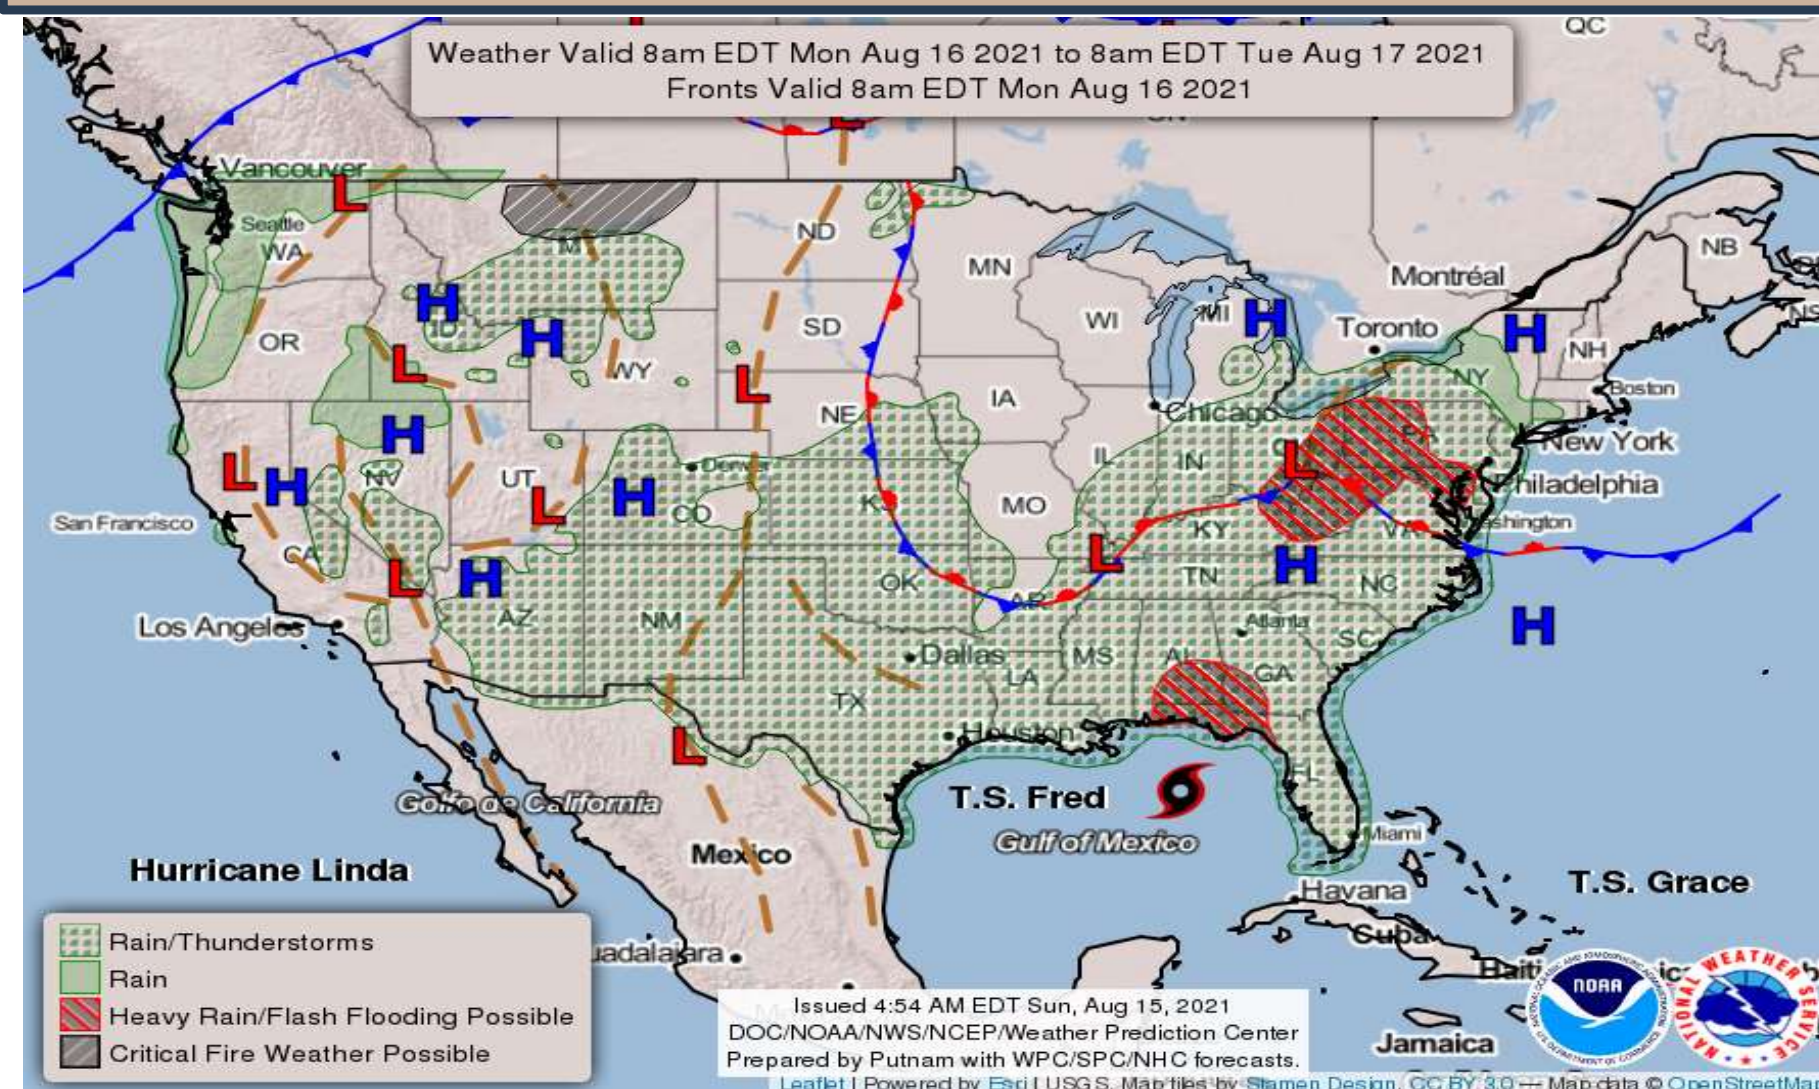 Weather Valid 8am EDT Mon Aug 16 2021 to 8am EDT Tue Aug 17 2021
Fronts Valid 8am EDT Mon Aug 16 2021
QC
Vancouver
L
Seattle
WA
ND
MN
Montréal
NB
NS
H
ID
H
OR
L
WY
SD
L
WI
MI
H
Toronto
H
NH
NE
IA
Chicago
NY
Boston
PA
New York
L
H
H
NV
UT
L
H
Denver
CO
KS
MO
IL
IN
L
Philadelphia
San Francisco
CA
L
H
KY
VA
Washington
L
TN
H
NC
OK
AR
Los Angeles
AZ
NM
Dallas
TX
LA
MS
AL
Atlanta
GA
SC
H
L
Houston
FL
Golfo de California
T.S. Fred
Gulf of Mexico
Miami
Mexico
Hurricane Linda
Havana
T.S. Grace
Cuba
Haiti
Jamaica
uadalajara
Rain/Thunderstorms
Rain
Heavy Rain/Flash Flooding Possible
Critical Fire Weather Possible
Issued 4:54 AM EDT Sun, Aug 15, 2021
DOC/NOAA/NWS/NCEP/Weather Prediction Center
Prepared by Putnam with WPC/SPC/NHC forecasts.
NOAA
NATIONAL WEATHER SERVICE
Leaflet | Powered by Esri | USGS, Map tiles by Stamen Design, CC BY 3.0 — Map data © OpenStreetMap